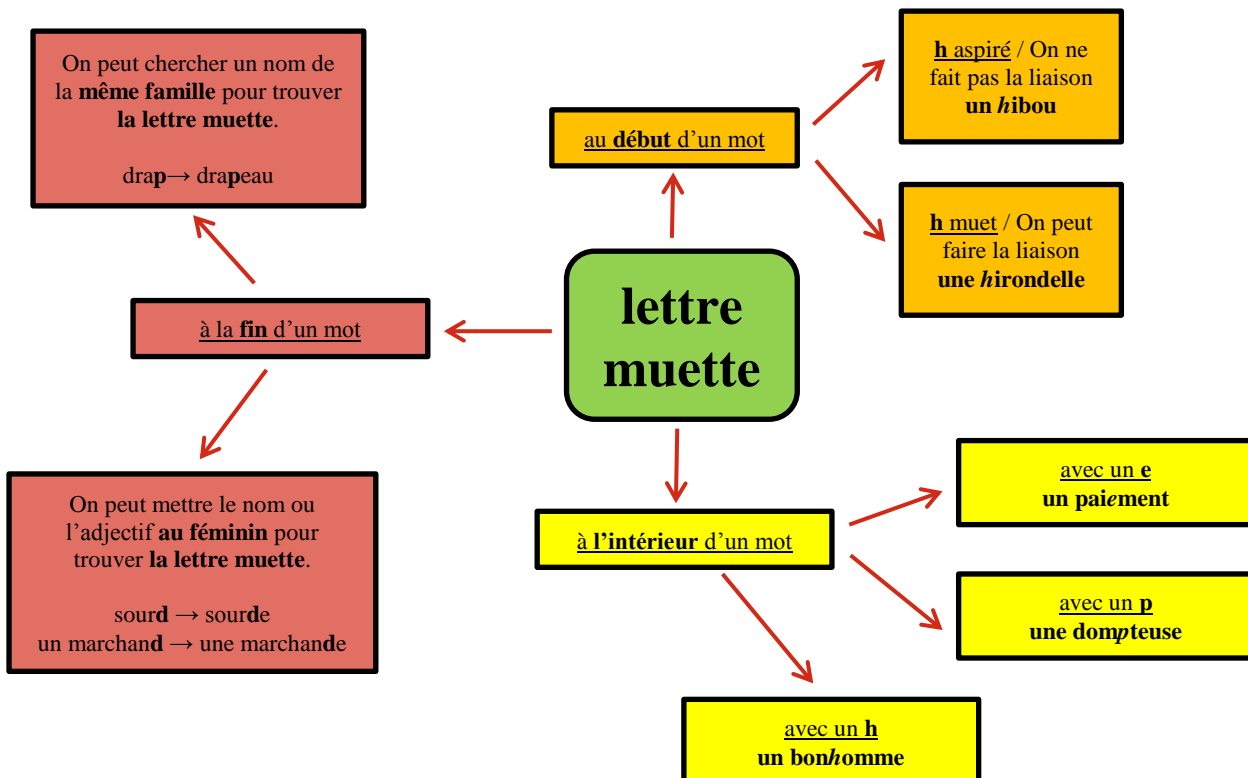 lettre
muette
au début d’un mot
h aspiré / On ne
fait pas la liaison
un hibou
h muet / On peut
faire la liaison
une hirondelle
à la fin d’un mot
On peut chercher un nom de
la même famille pour trouver
la lettre muette.
drap→ drapeau
On peut mettre le nom ou
l’adjectif au féminin pour
trouver la lettre muette.
sourd → sourde
un marchand → une marchande
à l’intérieur d’un mot
avec un e
un paiement
avec un p
une dompteuse
avec un h
un bonhomme